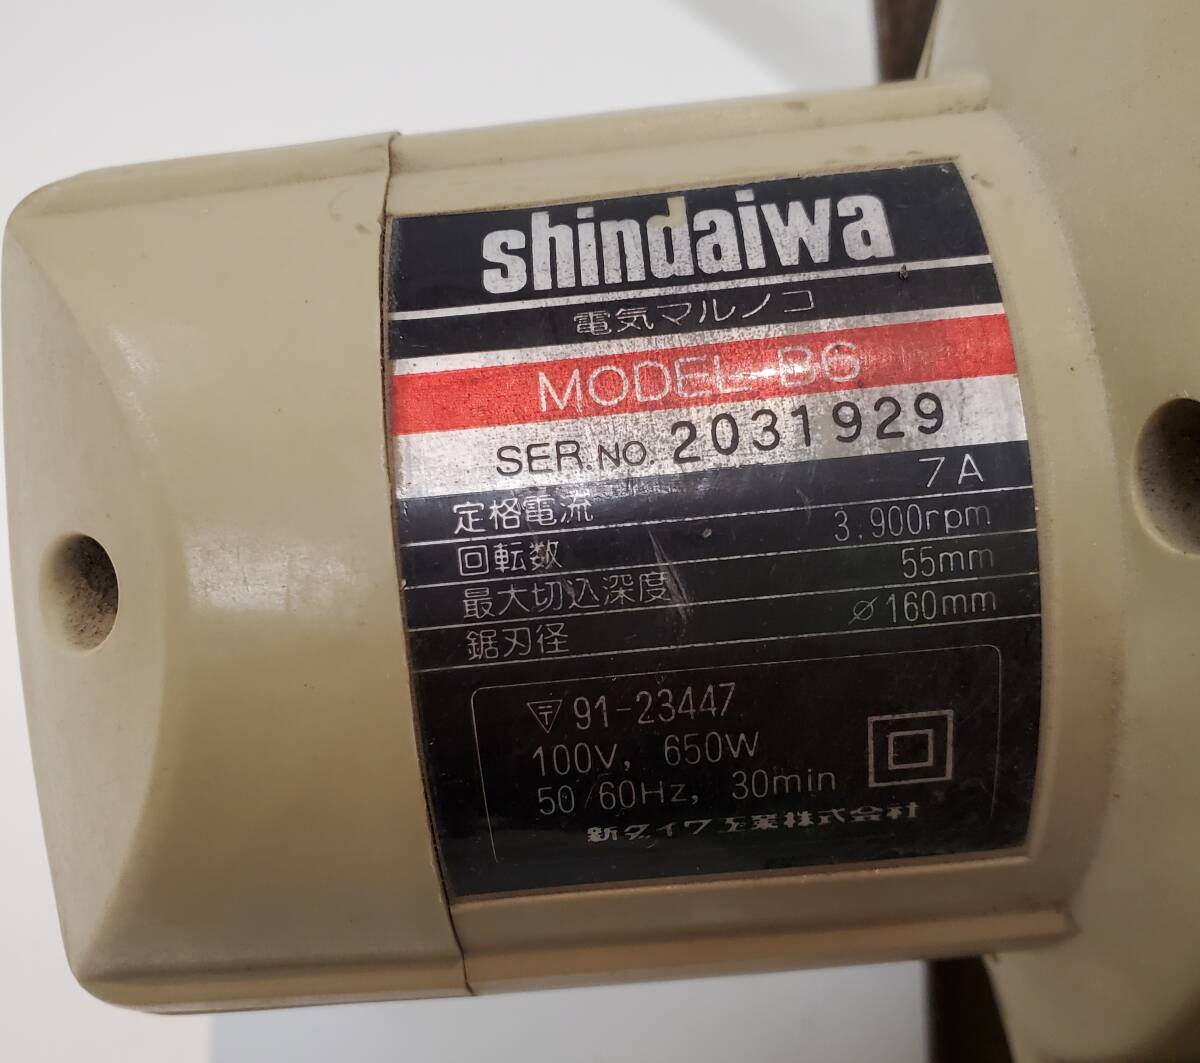 shindaiwa
電気マルノコ
MODEL B6
SER.NO. 2031929
定格電流 7A
回転数 3,900rpm
最大切込深度 55mm
鋸刃径 ø160mm
〒91-23447
100V, 650W
50/60Hz, 30min
新ダイワ工業株式会社